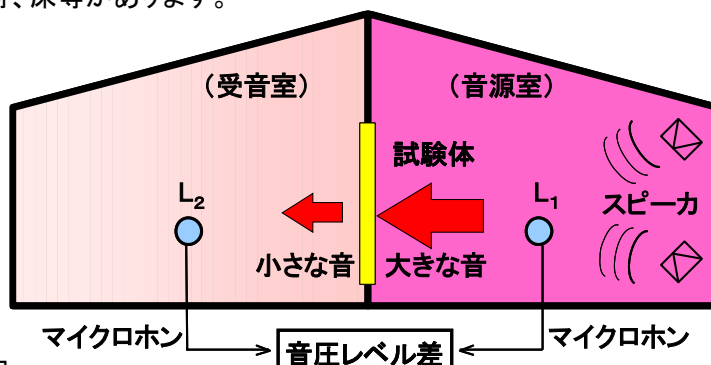 、床等があります。
(受音室)
(音源室)
試験体
L₂
L₁
スピーカ
小さな音
大きな音
マイクロホン
マイクロホン
音圧レベル差